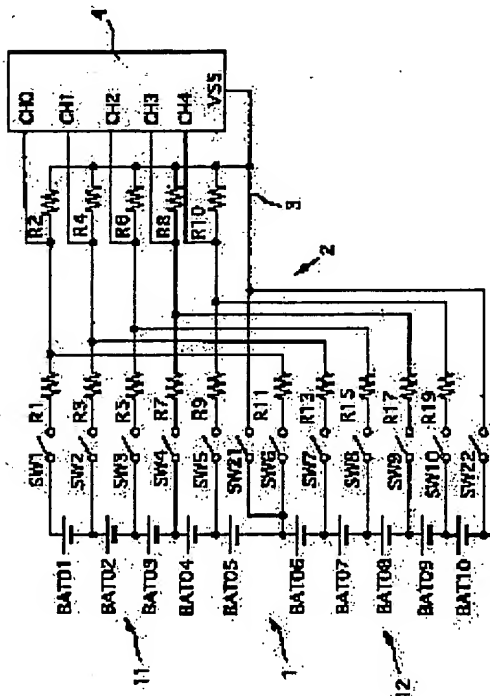 4
CH0
CH1
CH2
CH3
CH4
VSS
R2
R4
R6
R8
R10
3
2
R1
R3
R5
R7
R9
R11
R13
R15
R17
R19
SW1
SW2
SW3
SW4
SW5
SW21
SW6
SW7
SW8
SW9
SW10
SW22
BAT01
BAT02
BAT03
BAT04
BAT05
BAT06
BAT07
BAT08
BAT09
BAT10
11
1
12